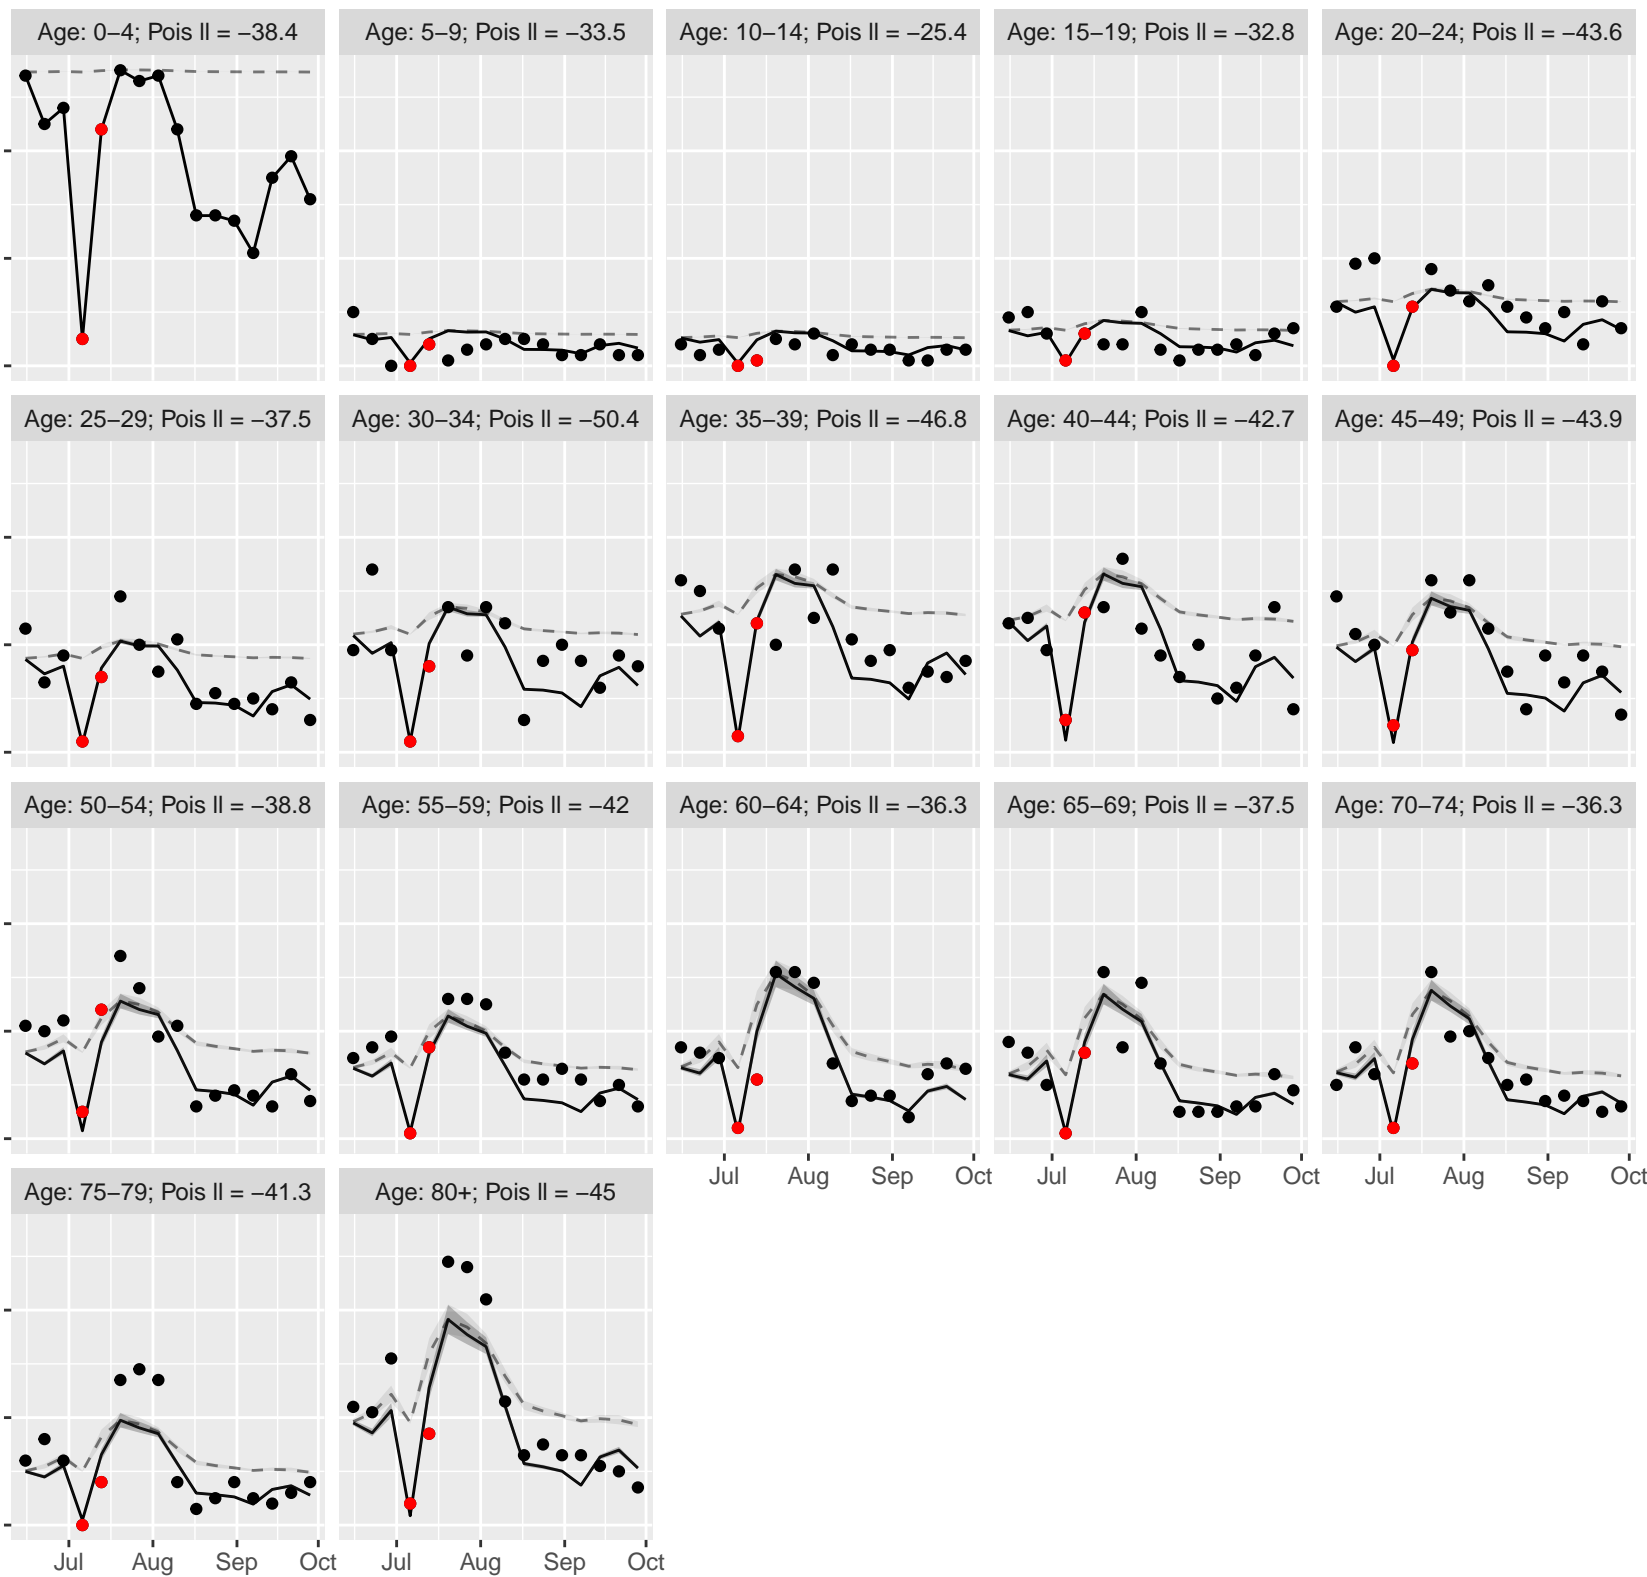 Age: 0−4; Pois ll = −38.4
Age: 5−9; Pois ll = −33.5
Age: 10−14; Pois ll = −25.4
Age: 15−19; Pois ll = −32.8
Age: 20−24; Pois ll = −43.6
Age: 25−29; Pois ll = −37.5
Age: 30−34; Pois ll = −50.4
Age: 35−39; Pois ll = −46.8
Age: 40−44; Pois ll = −42.7
Age: 45−49; Pois ll = −43.9
Age: 50−54; Pois ll = −38.8
Age: 55−59; Pois ll = −42
Age: 60−64; Pois ll = −36.3
Age: 65−69; Pois ll = −37.5
Age: 70−74; Pois ll = −36.3
Jul Aug Sep Oct
Jul Aug Sep Oct
Jul Aug Sep Oct
Age: 75−79; Pois ll = −41.3
Age: 80+; Pois ll = −45
Jul Aug Sep Oct
Jul Aug Sep Oct